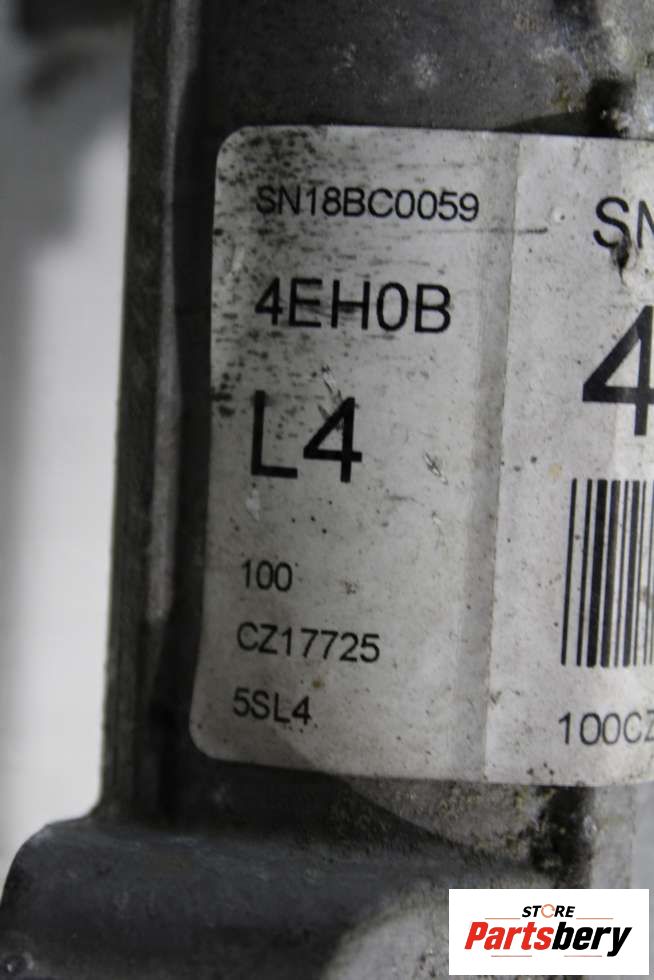 SN18BC0059
4EH0B
L4
100
CZ17725
5SL4
SN
4
100CZ
STORE
Partsbery